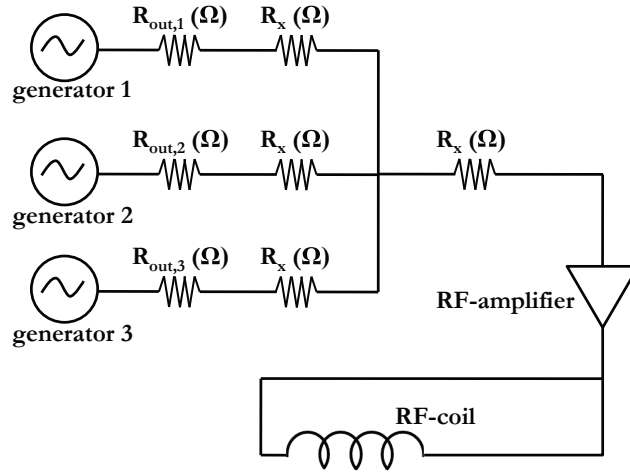 R_out,1 (Ω) R_x (Ω)
generator 1
R_out,2 (Ω) R_x (Ω) R_x (Ω)
generator 2
R_out,3 (Ω) R_x (Ω)
RF-amplifier
generator 3
RF-coil